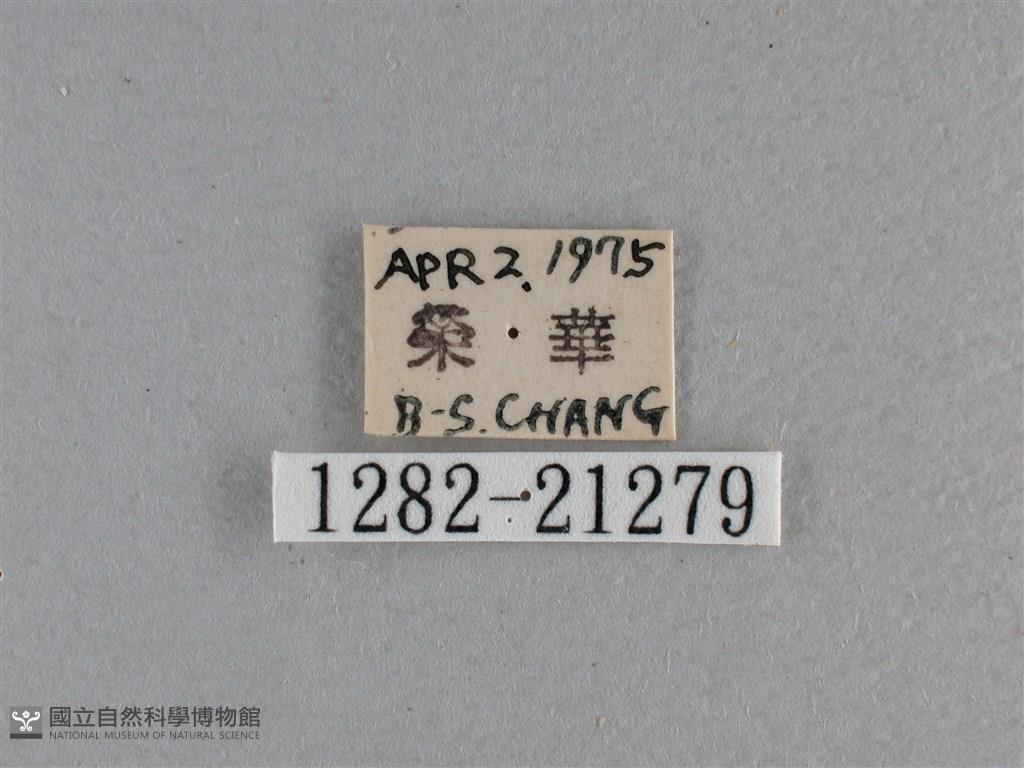 APR 2, 1975
榮 華
B-S. CHANG
1282-21279
國立自然科學博物館
NATIONAL MUSEUM OF NATURAL SCIENCE